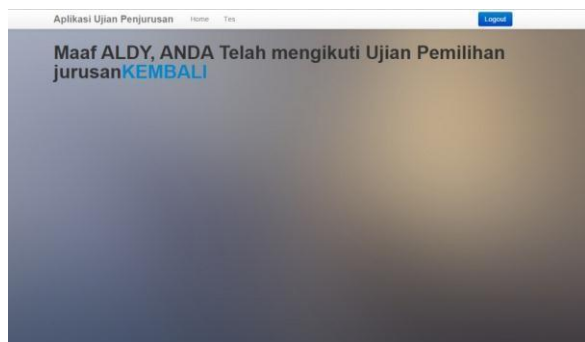 Aplikasi Ujian Penjurusan Home Tes Logout
Maaf ALDY, ANDA Telah mengikuti Ujian Pemilihan
jurusanKEMBALI